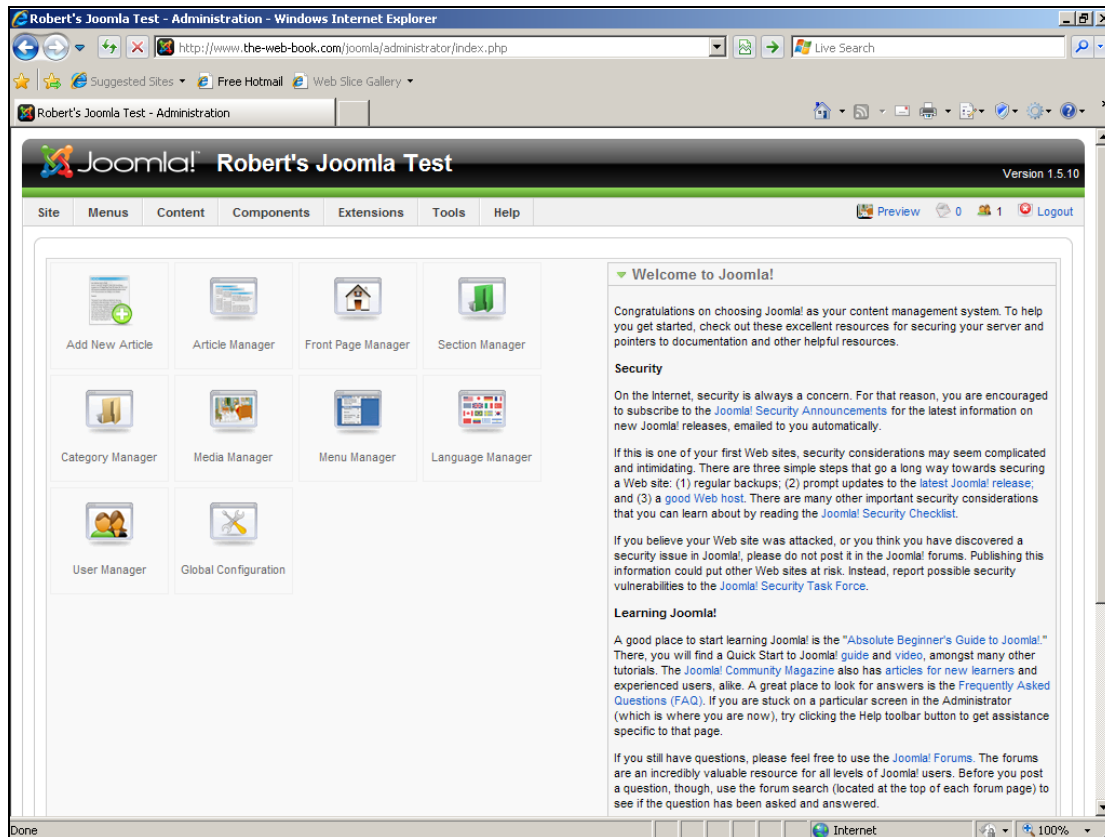 Robert's Joomla Test - Administration - Windows Internet Explorer
http://www.the-web-book.com/joomla/administrator/index.php
Live Search
Suggested Sites
Free Hotmail
Web Slice Gallery
Robert's Joomla Test - Administration
Joomla!™ Robert's Joomla Test
Version 1.5.10
Site Menus Content Components Extensions Tools Help
Preview 0 1 Logout
Add New Article
Article Manager
Front Page Manager
Section Manager
Category Manager
Media Manager
Menu Manager
Language Manager
User Manager
Global Configuration
Welcome to Joomla!
Congratulations on choosing Joomla! as your content management system. To help
you get started, check out these excellent resources for securing your server and
pointers to documentation and other helpful resources.
Security
On the Internet, security is always a concern. For that reason, you are encouraged
to subscribe to the Joomla! Security Announcements for the latest information on
new Joomla! releases, emailed to you automatically.
If this is one of your first Web sites, security considerations may seem complicated
and intimidating. There are three simple steps that go a long way towards securing
a Web site: (1) regular backups; (2) prompt updates to the latest Joomla! release;
and (3) a good Web host. There are many other important security considerations
that you can learn about by reading the Joomla! Security Checklist.
If you believe your Web site was attacked, or you think you have discovered a
security issue in Joomla!, please do not post it in the Joomla! forums. Publishing this
information could put other Web sites at risk. Instead, report possible security
vulnerabilities to the Joomla! Security Task Force.
Learning Joomla!
A good place to start learning Joomla! is the "Absolute Beginner's Guide to Joomla!."
There, you will find a Quick Start to Joomla! guide and video, amongst many other
tutorials. The Joomla! Community Magazine also has articles for new learners and
experienced users, alike. A great place to look for answers is the Frequently Asked
Questions (FAQ). If you are stuck on a particular screen in the Administrator
(which is where you are now), try clicking the Help toolbar button to get assistance
specific to that page.
If you still have questions, please feel free to use the Joomla! Forums. The forums
are an incredibly valuable resource for all levels of Joomla! users. Before you post
a question, though, use the forum search (located at the top of each forum page) to
see if the question has been asked and answered.
Done
Internet
100%